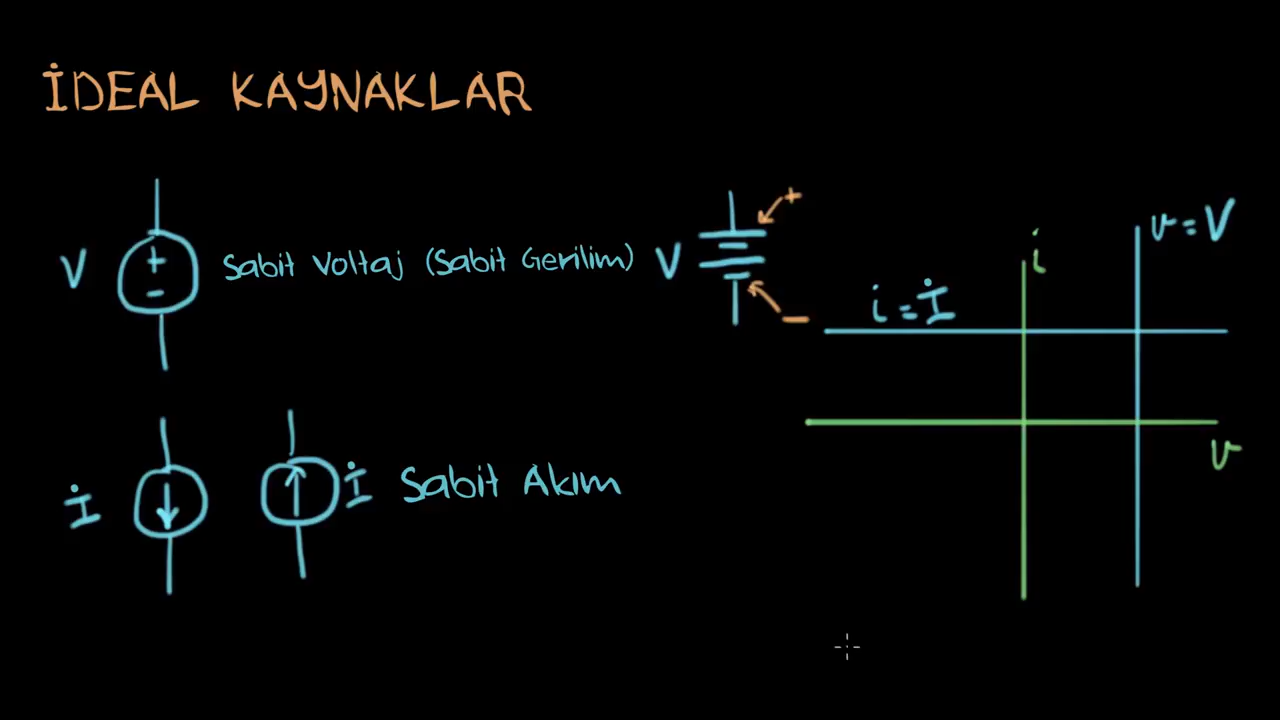 İDEAL KAYNAKLAR
V + - Sabit Voltaj (Sabit Gerilim) V + -
i v = V
i = İ
v
İ İ Sabit Akım